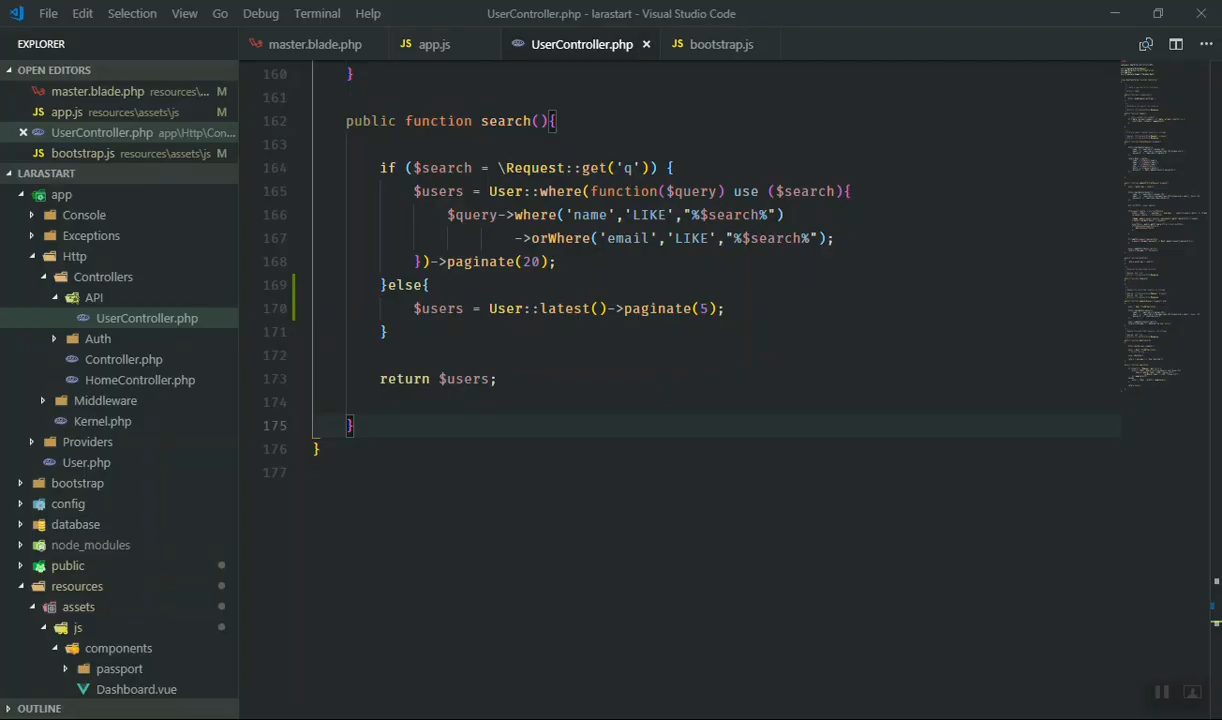 File Edit Selection View Go Debug Terminal Help UserController.php - larastart - Visual Studio Code
EXPLORER
master.blade.php
JS app.js
UserController.php ×
JS bootstrap.js
OPEN EDITORS
master.blade.php resources\... M
JS app.js resources\assets\js M
UserController.php app\Http\Con...
JS bootstrap.js resources\assets\js M
LARASTART
app
Console
Exceptions
Http
Controllers
API
UserController.php
Auth
Controller.php
HomeController.php
Middleware
Kernel.php
Providers
User.php
bootstrap
config
database
node_modules
public
resources
assets
js
components
passport
Dashboard.vue
OUTLINE
160 }
161
162 public function search(){
163
164 if ($search = \Request::get('q')) {
165 $users = User::where(function($query) use ($search){
166 $query->where('name','LIKE',"%$search%")
167 ->orWhere('email','LIKE',"%$search%");
168 })->paginate(20);
169 }else{
170 $users = User::latest()->paginate(5);
171 }
172
173 return $users;
174
175 }
176 }
177